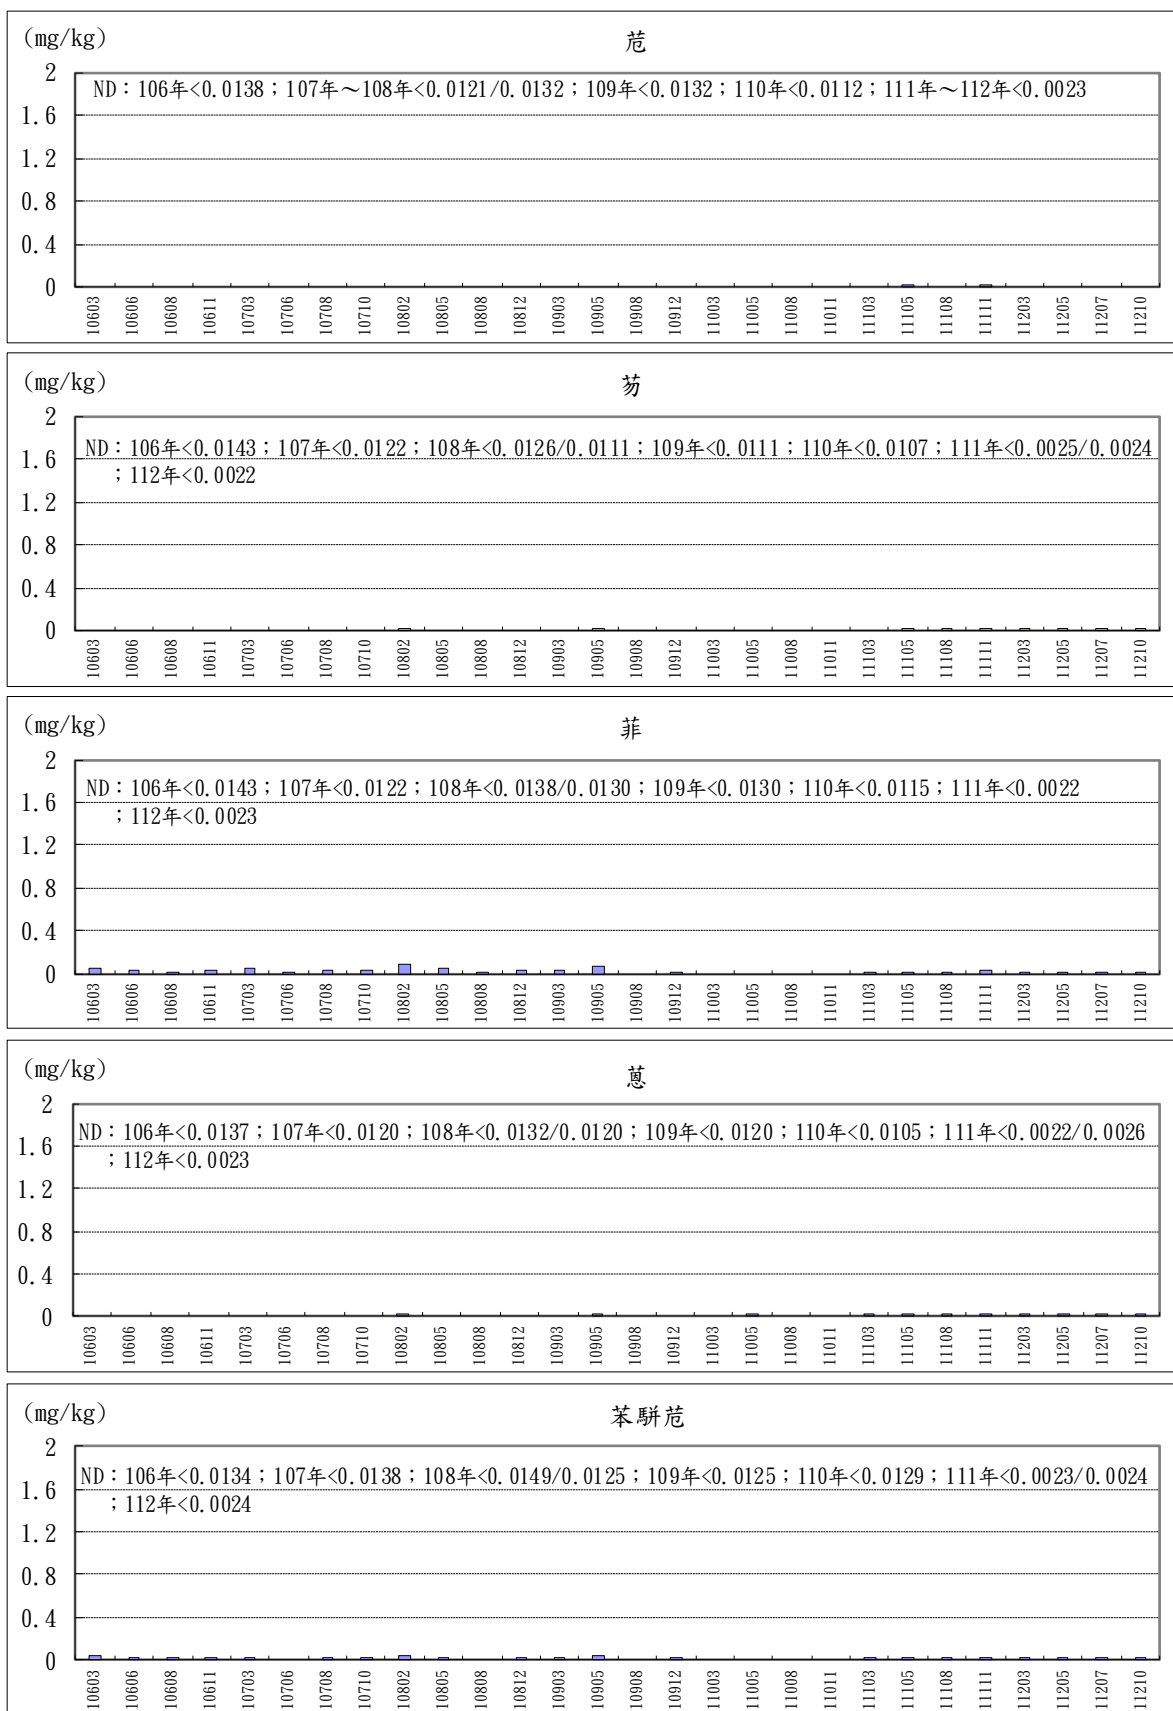 (mg/kg)
苊
2
ND：106年<0.0138；107年～108年<0.0121/0.0132；109年<0.0132；110年<0.0112；111年～112年<0.0023
1.6
1.2
0.8
0.4
0
10603 10606 10608 10611 10703 10706 10708 10710 10802 10805 10808 10812 10903 10905 10908 10912 11003 11005 11008 11011 11103 11105 11108 11111 11203 11205 11207 11210
(mg/kg)
芴
2
ND：106年<0.0143；107年<0.0122；108年<0.0126/0.0111；109年<0.0111；110年<0.0107；111年<0.0025/0.0024
1.6
；112年<0.0022
1.2
0.8
0.4
0
10603 10606 10608 10611 10703 10706 10708 10710 10802 10805 10808 10812 10903 10905 10908 10912 11003 11005 11008 11011 11103 11105 11108 11111 11203 11205 11207 11210
(mg/kg)
菲
2
ND：106年<0.0143；107年<0.0122；108年<0.0138/0.0130；109年<0.0130；110年<0.0115；111年<0.0022
1.6
；112年<0.0023
1.2
0.8
0.4
0
10603 10606 10608 10611 10703 10706 10708 10710 10802 10805 10808 10812 10903 10905 10908 10912 11003 11005 11008 11011 11103 11105 11108 11111 11203 11205 11207 11210
(mg/kg)
蒽
2
ND：106年<0.0137；107年<0.0120；108年<0.0132/0.0120；109年<0.0120；110年<0.0105；111年<0.0022/0.0026
1.6
；112年<0.0023
1.2
0.8
0.4
0
10603 10606 10608 10611 10703 10706 10708 10710 10802 10805 10808 10812 10903 10905 10908 10912 11003 11005 11008 11011 11103 11105 11108 11111 11203 11205 11207 11210
(mg/kg)
苯駢苊
2
ND：106年<0.0134；107年<0.0138；108年<0.0149/0.0125；109年<0.0125；110年<0.0129；111年<0.0023/0.0024
1.6
；112年<0.0024
1.2
0.8
0.4
0
10603 10606 10608 10611 10703 10706 10708 10710 10802 10805 10808 10812 10903 10905 10908 10912 11003 11005 11008 11011 11103 11105 11108 11111 11203 11205 11207 11210